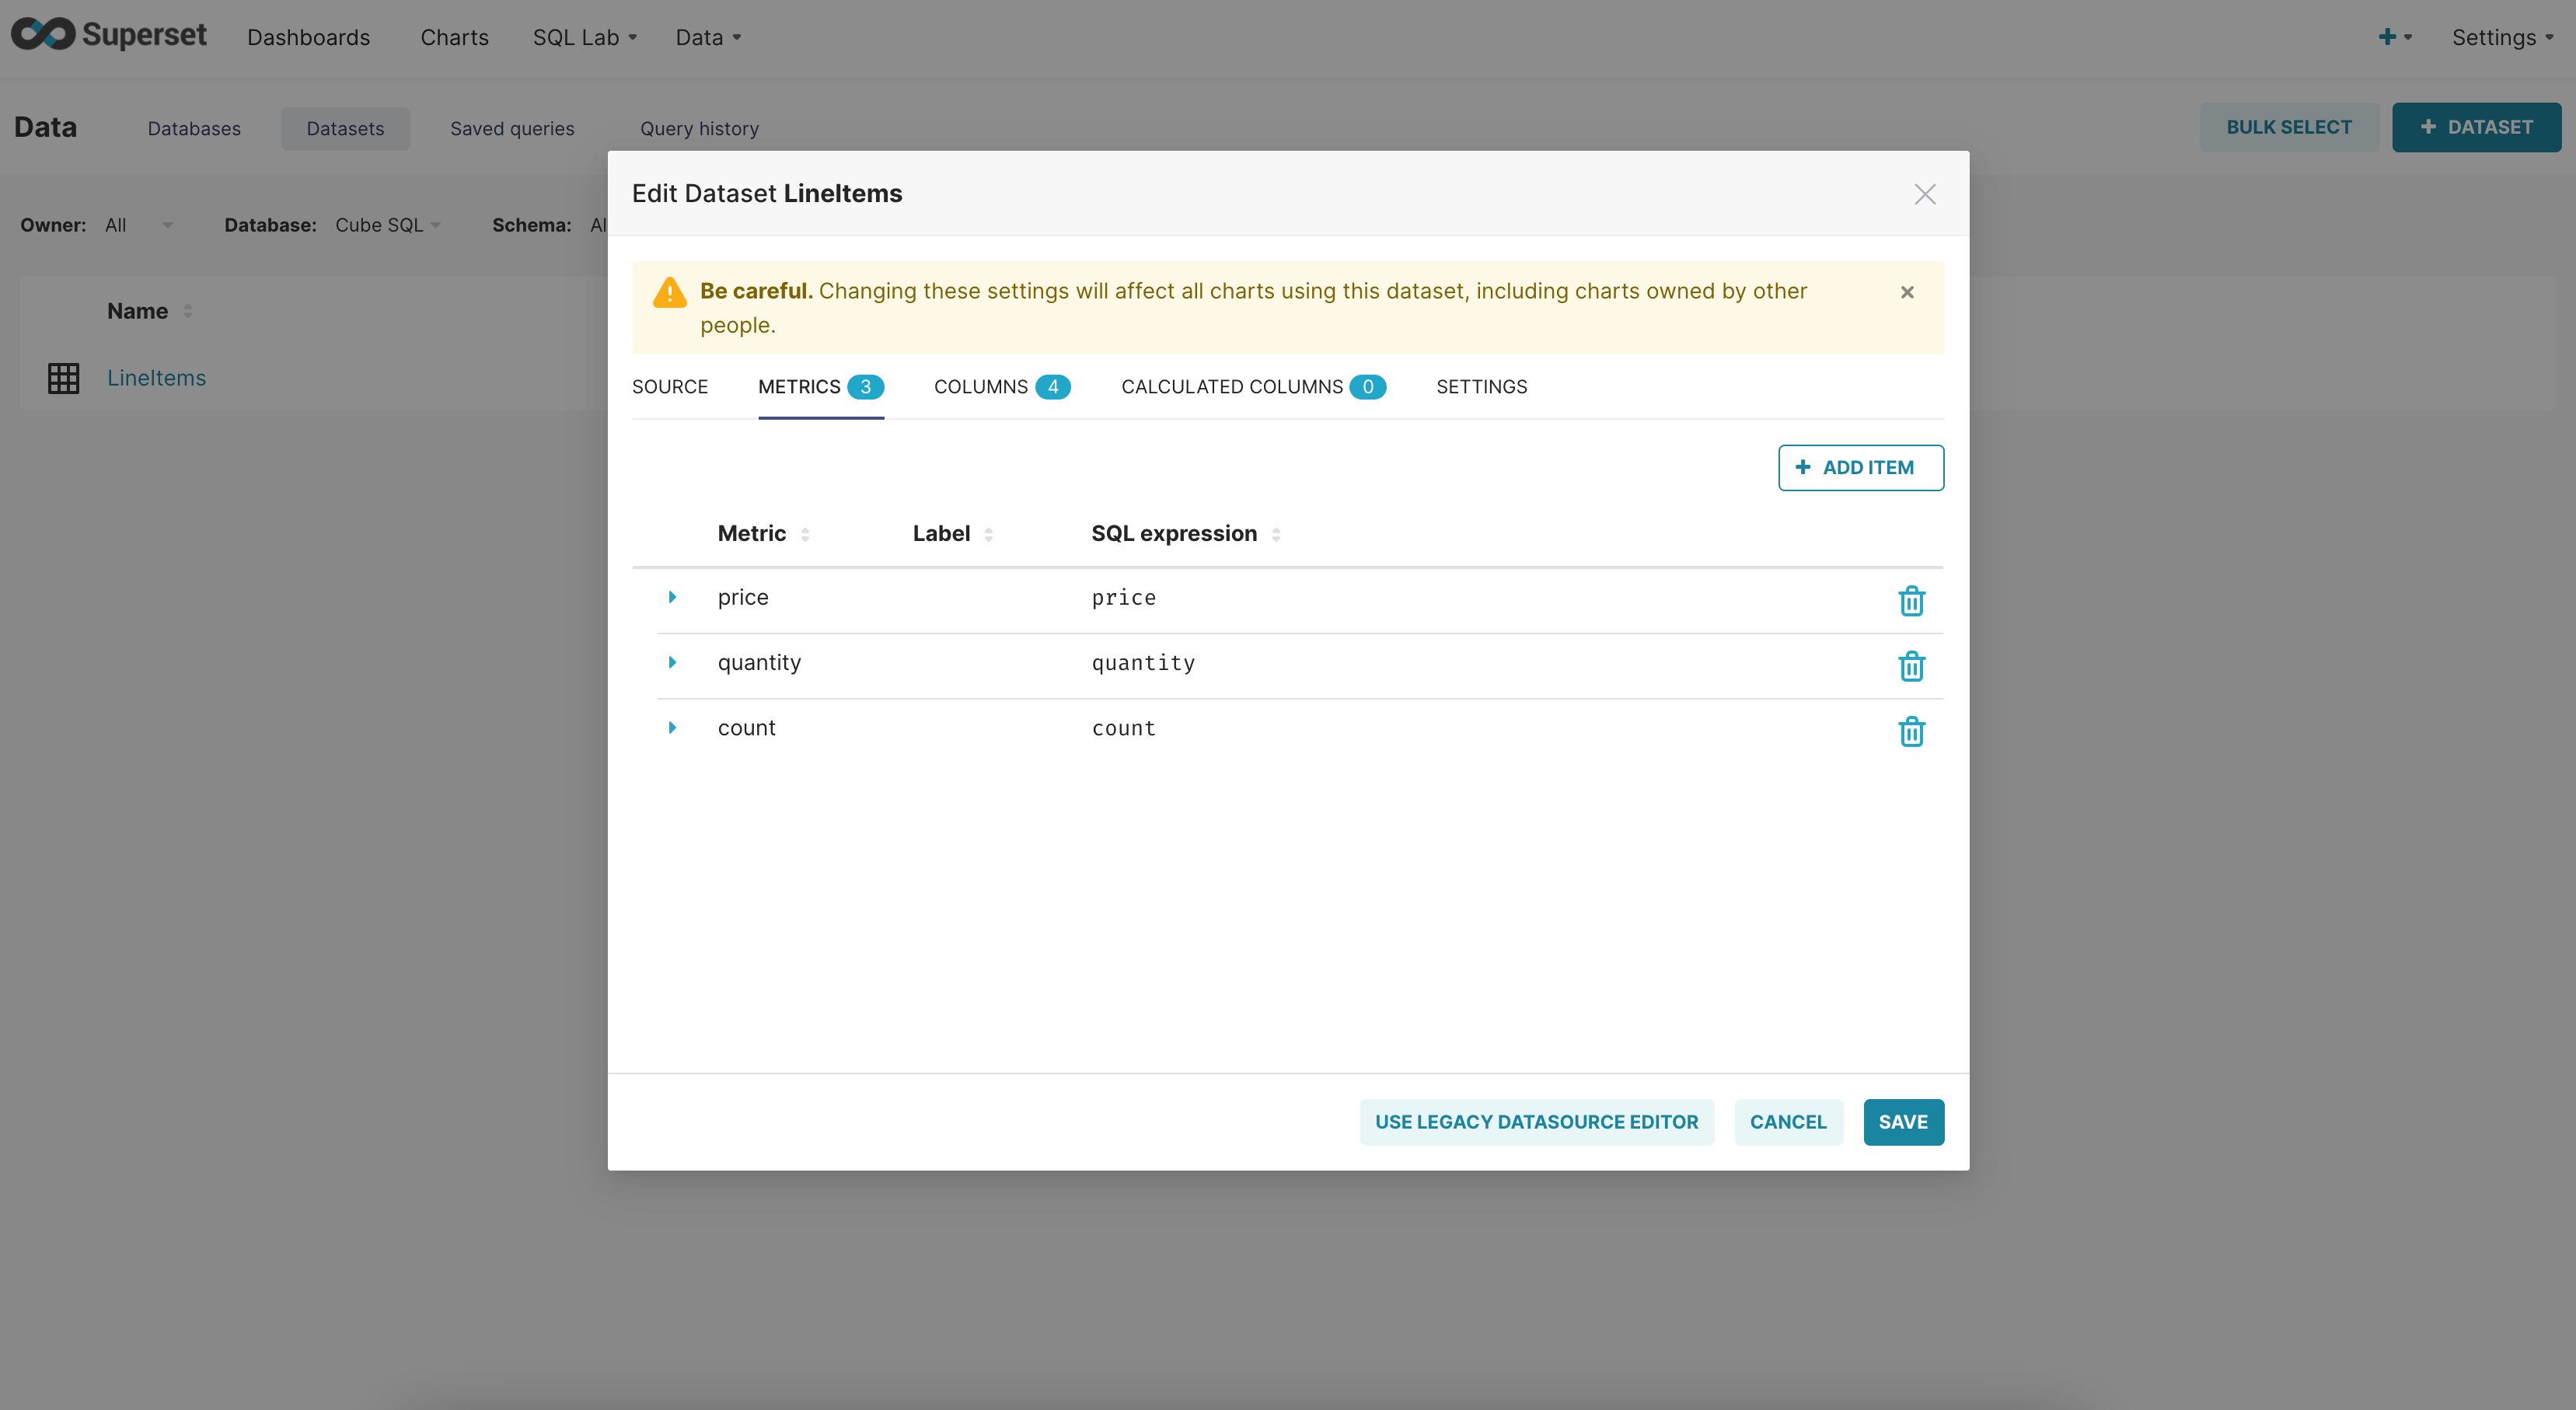 Superset Dashboards Charts SQL Lab Data + Settings
Data Databases Datasets Saved queries Query history BULK SELECT + DATASET
Edit Dataset LineItems
Owner: All Database: Cube SQL Schema: Al
Be careful. Changing these settings will affect all charts using this dataset, including charts owned by other
people.
Name
LineItems
SOURCE METRICS 3 COLUMNS 4 CALCULATED COLUMNS 0 SETTINGS
+ ADD ITEM
Metric Label SQL expression
price price
quantity quantity
count count
USE LEGACY DATASOURCE EDITOR CANCEL SAVE